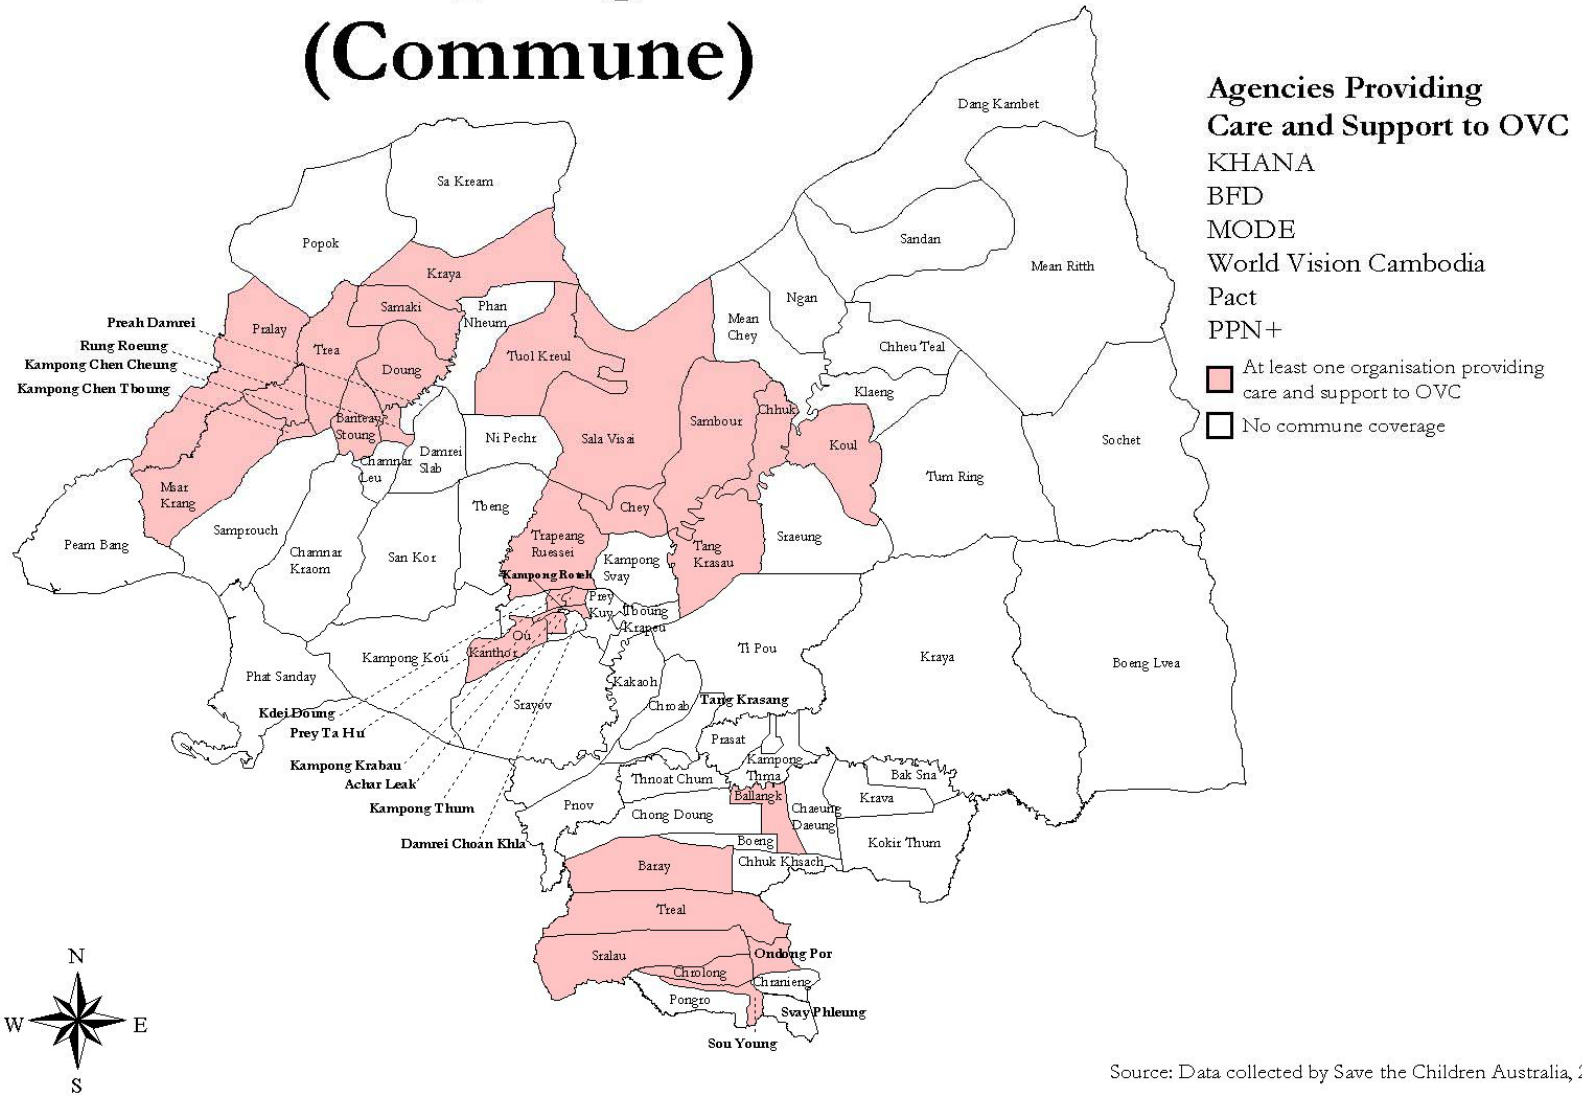 (Commune)
Agencies Providing
Care and Support to OVC
KHANA
BFD
MODE
World Vision Cambodia
Pact
PPN+
At least one organisation providing
care and support to OVC
No commune coverage
Dang Kambet
Sa Kream
Popok
Sandan
Mean Ritth
Kraya
Ngan
Samaki
Phan
Nheum
Mean
Chey
Preah Damrei
Pralay
Rung Roeung
Trea
Chheu Teal
Tuol Kreul
Kampong Chen Cheung
Doung
Kampong Chen Tboung
Klaeng
Chhuk
Banteay
Stoung
Sambour
Ni Pechr
Sala Visai
Koul
Sochet
Damrei
Slab
Chamnar
Leu
Tum Ring
Msar
Krang
Tbeng
Chey
Samprouch
Trapeang
Ruessei
Sraeung
Peam Bang
Chamnar
Kraom
San Kor
Tang
Krasau
Kampong
Svay
Kampong Roteh
Prey
Kuy
Tboung
Krapeu
Ou
Kanthor
Kampong Kou
Ti Pou
Kraya
Boeng Lvea
Phat Sanday
Kakaoh
Srayov
Chroab
Tang Krasang
Kdei Doung
Prey Ta Hu
Prasat
Kampong
Thma
Kampong Krabau
Achar Leak
Thnoat Chum
Bak Sna
Kampong Thum
Pnov
Ballangk
Krava
Chong Doung
Chaeung
Daeung
Damrei Choan Khla
Boeng
Kokir Thum
Chhuk Khsach
Baray
Treal
Sralau
Ondong Por
Chrolong
Chranieng
Pongro
Svay Phleung
Sou Young
N
W
E
S
Source: Data collected by Save the Children Australia,